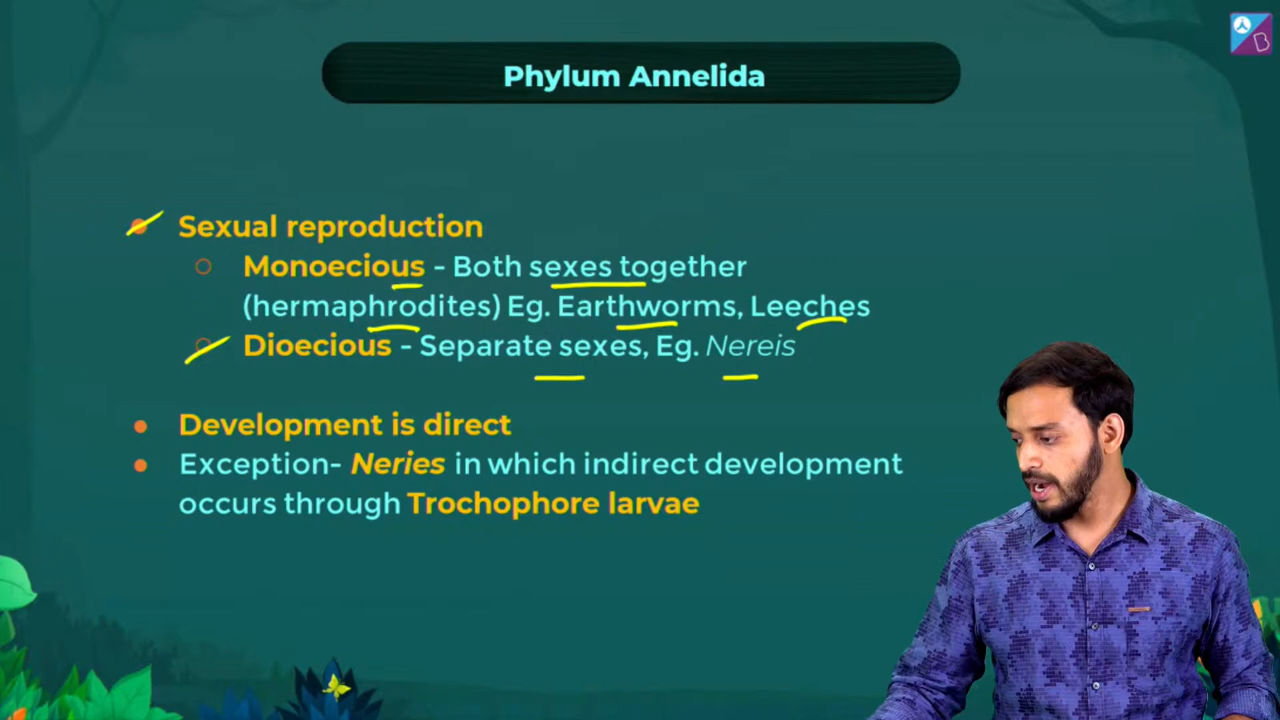 Phylum Annelida
Sexual reproduction
Monoecious - Both sexes together
(hermaphrodites) Eg. Earthworms, Leeches
Dioecious - Separate sexes, Eg. Nereis
Development is direct
Exception- Neries in which indirect development
occurs through Trochophore larvae
B